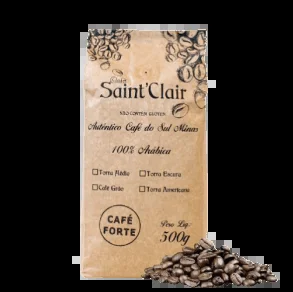 Saint'Clair
NÃO CONTÉM GLÚTEN
Autêntico Café do Sul Minas
100% Arábica
Torra Média Torra Escura
Café Grão Torra Americana
CAFÉ
FORTE
Peso Liq:
500g